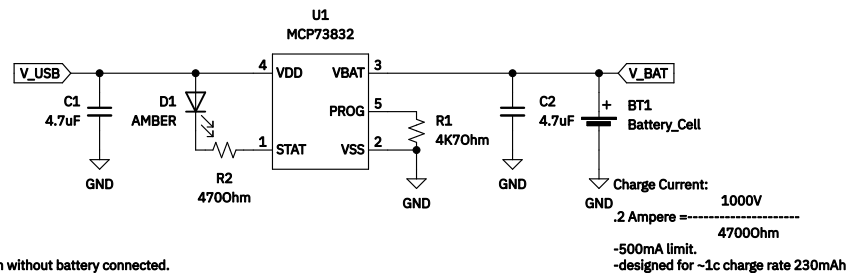 U1
MCP73832
V_USB
4
VDD
VBAT
3
V_BAT
C1
4.7uF
D1
AMBER
PROG
5
R1
4K7Ohm
C2
4.7uF
+
BT1
Battery_Cell
1
STAT
VSS
2
R2
470Ohm
GND
GND
GND
GND
Charge Current:
1000V
.2 Ampere =---------------------
4700Ohm
-500mA limit.
-designed for ~1c charge rate 230mAh
without battery connected.